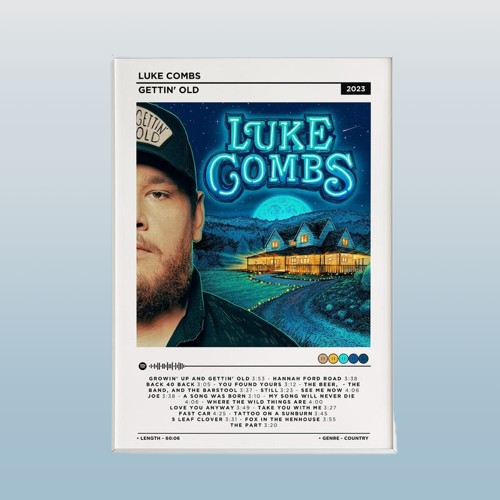 LUKE COMBS
GETTIN' OLD
2023
GETTIN'
OLD
LUKE
COMBS
GROWIN' UP AND GETTIN' OLD 3:53 - HANNAH FORD ROAD 3:38
BACK 40 BACK 3:05 - YOU FOUND YOURS 3:12 - THE BEER, - THE
BAND, AND THE BARSTOOL 3:37 - STILL 3:23 - SEE ME NOW 4:06
JOE 3:38 - A SONG WAS BORN 3:10 - MY SONG WILL NEVER DIE
4:06 - WHERE THE WILD THINGS ARE 4:00
LOVE YOU ANYWAY 3:49 - TAKE YOU WITH ME 3:27
FAST CAR 4:25 - TATTOO ON A SUNBURN 3:45
5 LEAF CLOVER 3:31 - FOX IN THE HENHOUSE 3:55
THE PART 3:20
• LENGTH - 60:06
• GENRE - COUNTRY